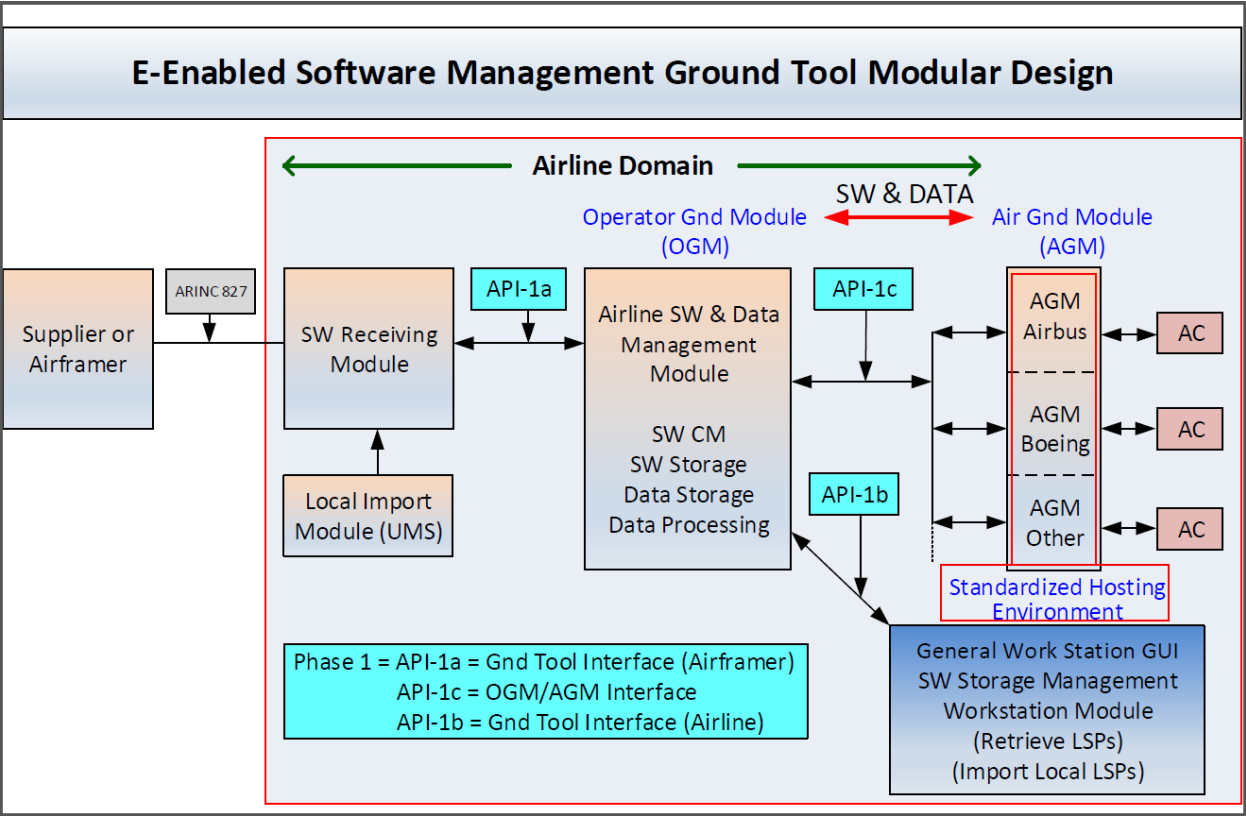 E-Enabled Software Management Ground Tool Modular Design
Airline Domain
SW & DATA
Operator Gnd Module
(OGM)
Air Gnd Module
(AGM)
Supplier or
Airframer
ARINC 827
SW Receiving
Module
API-1a
Airline SW & Data
Management
Module
SW CM
SW Storage
Data Storage
Data Processing
API-1c
AGM
Airbus
AC
AGM
Boeing
AC
AGM
Other
AC
Local Import
Module (UMS)
API-1b
Standardized Hosting
Environment
General Work Station GUI
SW Storage Management
Workstation Module
(Retrieve LSPs)
(Import Local LSPs)
Phase 1 = API-1a = Gnd Tool Interface (Airframer)
API-1c = OGM/AGM Interface
API-1b = Gnd Tool Interface (Airline)